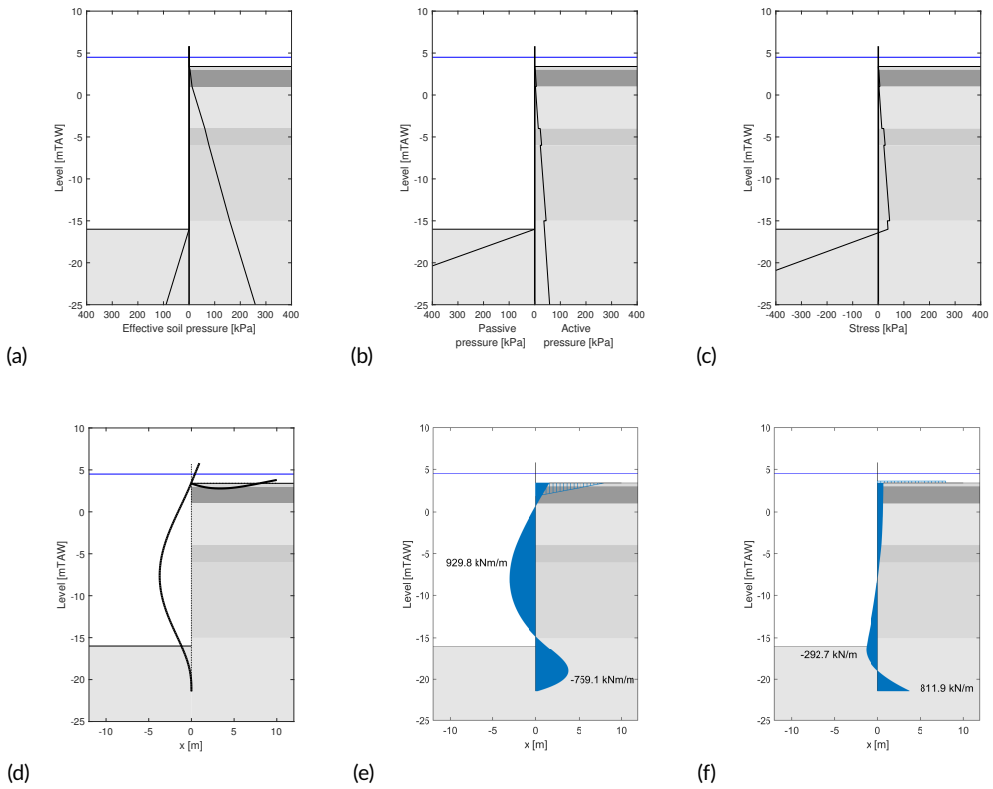 10
5
0
-5
-10
-15
-20
-25
Level [mTAW]
400 300 200 100 0 100 200 300 400
Effective soil pressure [kPa]
(a)
10
5
0
-5
-10
-15
-20
-25
Level [mTAW]
400 300 200 100 0 100 200 300 400
Passive Active
pressure [kPa] pressure [kPa]
(b)
10
5
0
-5
-10
-15
-20
-25
Level [mTAW]
-400 -300 -200 -100 0 100 200 300 400
Stress [kPa]
(c)
10
5
0
-5
-10
-15
-20
-25
Level [mTAW]
-10 -5 0 5 10
x [m]
(d)
10
5
0
-5
-10
-15
-20
-25
Level [mTAW]
929.8 kNm/m
-759.1 kNm/m
-10 -5 0 5 10
x [m]
(e)
10
5
0
-5
-10
-15
-20
-25
Level [mTAW]
-292.7 kN/m
811.9 kN/m
-10 -5 0 5 10
x [m]
(f)